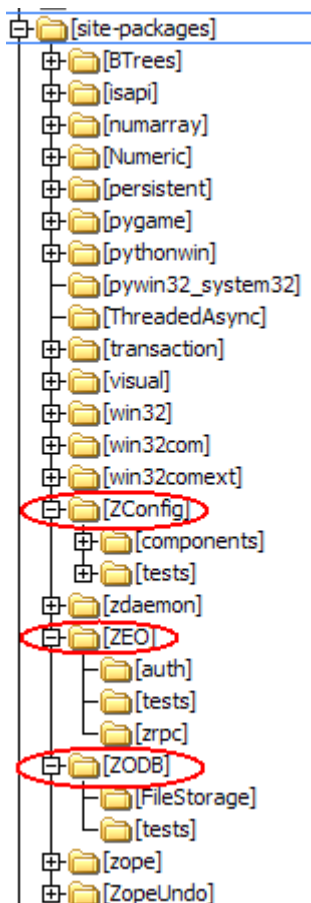 [site-packages]
[BTrees]
[isapi]
[numarray]
[Numeric]
[persistent]
[pygame]
[pythonwin]
[pywin32_system32]
[ThreadedAsync]
[transaction]
[visual]
[win32]
[win32com]
[win32comext]
[ZConfig]
[components]
[tests]
[zdaemon]
[ZEO]
[auth]
[tests]
[zrpc]
[ZODB]
[FileStorage]
[tests]
[zope]
[ZopeUndo]